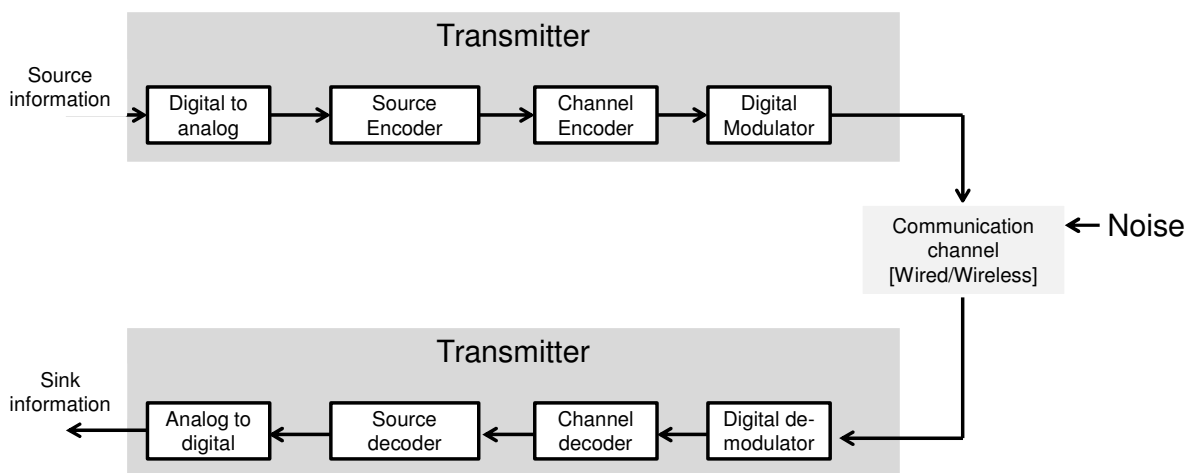 Transmitter
Source
information
Digital to
analog
Source
Encoder
Channel
Encoder
Digital
Modulator
Communication
channel
[Wired/Wireless]
Noise
Transmitter
Sink
information
Analog to
digital
Source
decoder
Channel
decoder
Digital de-
modulator